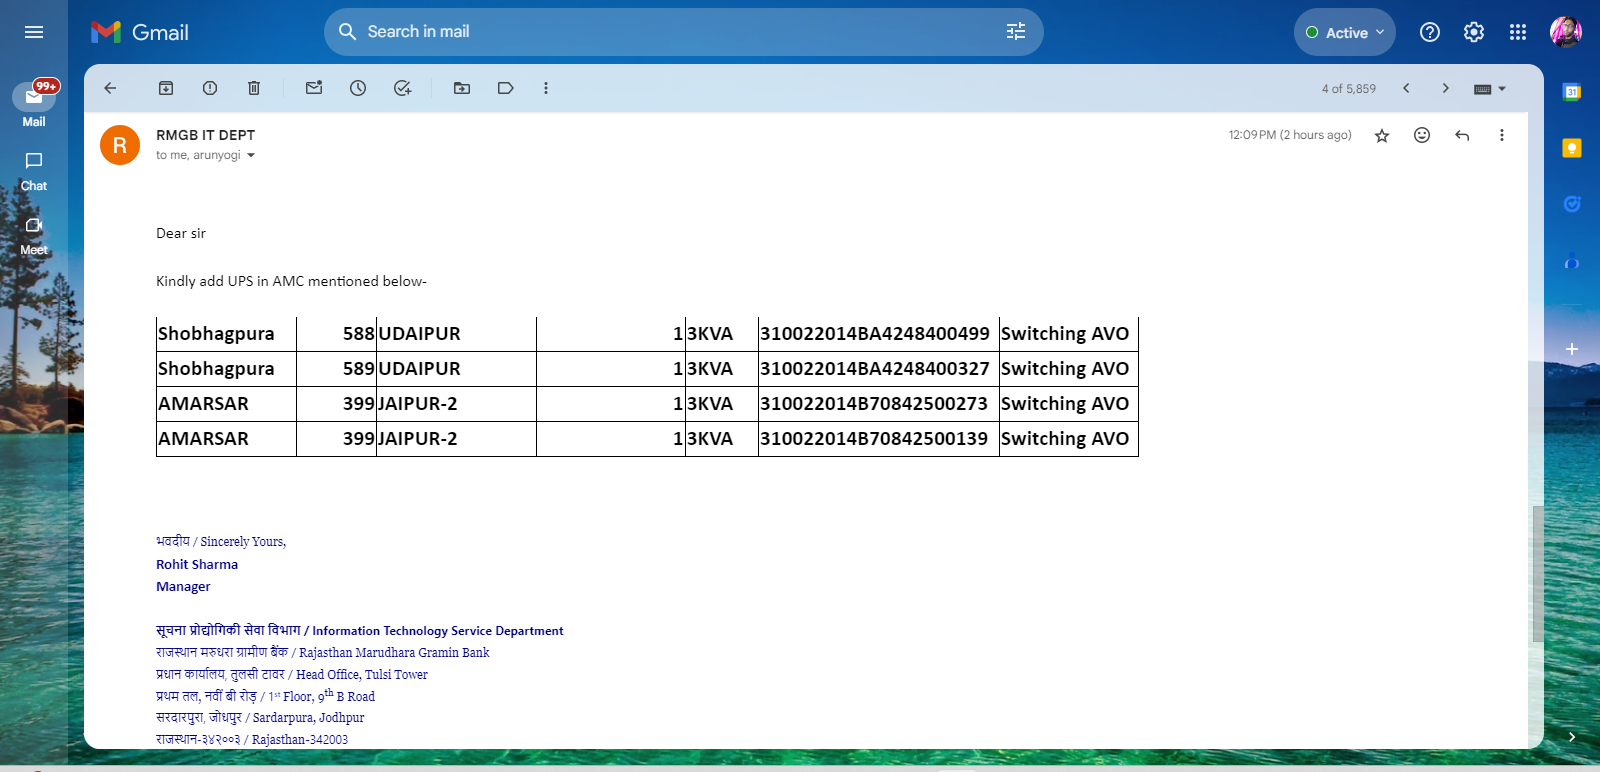 Gmail
Search in mail
Active
99+
Mail
Chat
Meet
4 of 5,859
31
R
RMGB IT DEPT
12:09 PM (2 hours ago)
to me, arunyogi
Dear sir
Kindly add UPS in AMC mentioned below-
Shobhagpura 588 UDAIPUR 1 3KVA 310022014BA4248400499 Switching AVO
Shobhagpura 589 UDAIPUR 1 3KVA 310022014BA4248400327 Switching AVO
AMARSAR 399 JAIPUR-2 1 3KVA 310022014B70842500273 Switching AVO
AMARSAR 399 JAIPUR-2 1 3KVA 310022014B70842500139 Switching AVO
भवदीय / Sincerely Yours,
Rohit Sharma
Manager
सूचना प्रोद्योगिकी सेवा विभाग / Information Technology Service Department
राजस्थान मरुधरा ग्रामीण बैंक / Rajasthan Marudhara Gramin Bank
प्रधान कार्यालय, तुलसी टावर / Head Office, Tulsi Tower
प्रथम तल, नवीं बी रोड़ / 1st Floor, 9th B Road
सरदारपुरा, जोधपुर / Sardarpura, Jodhpur
राजस्थान-३४२००३ / Rajasthan-342003